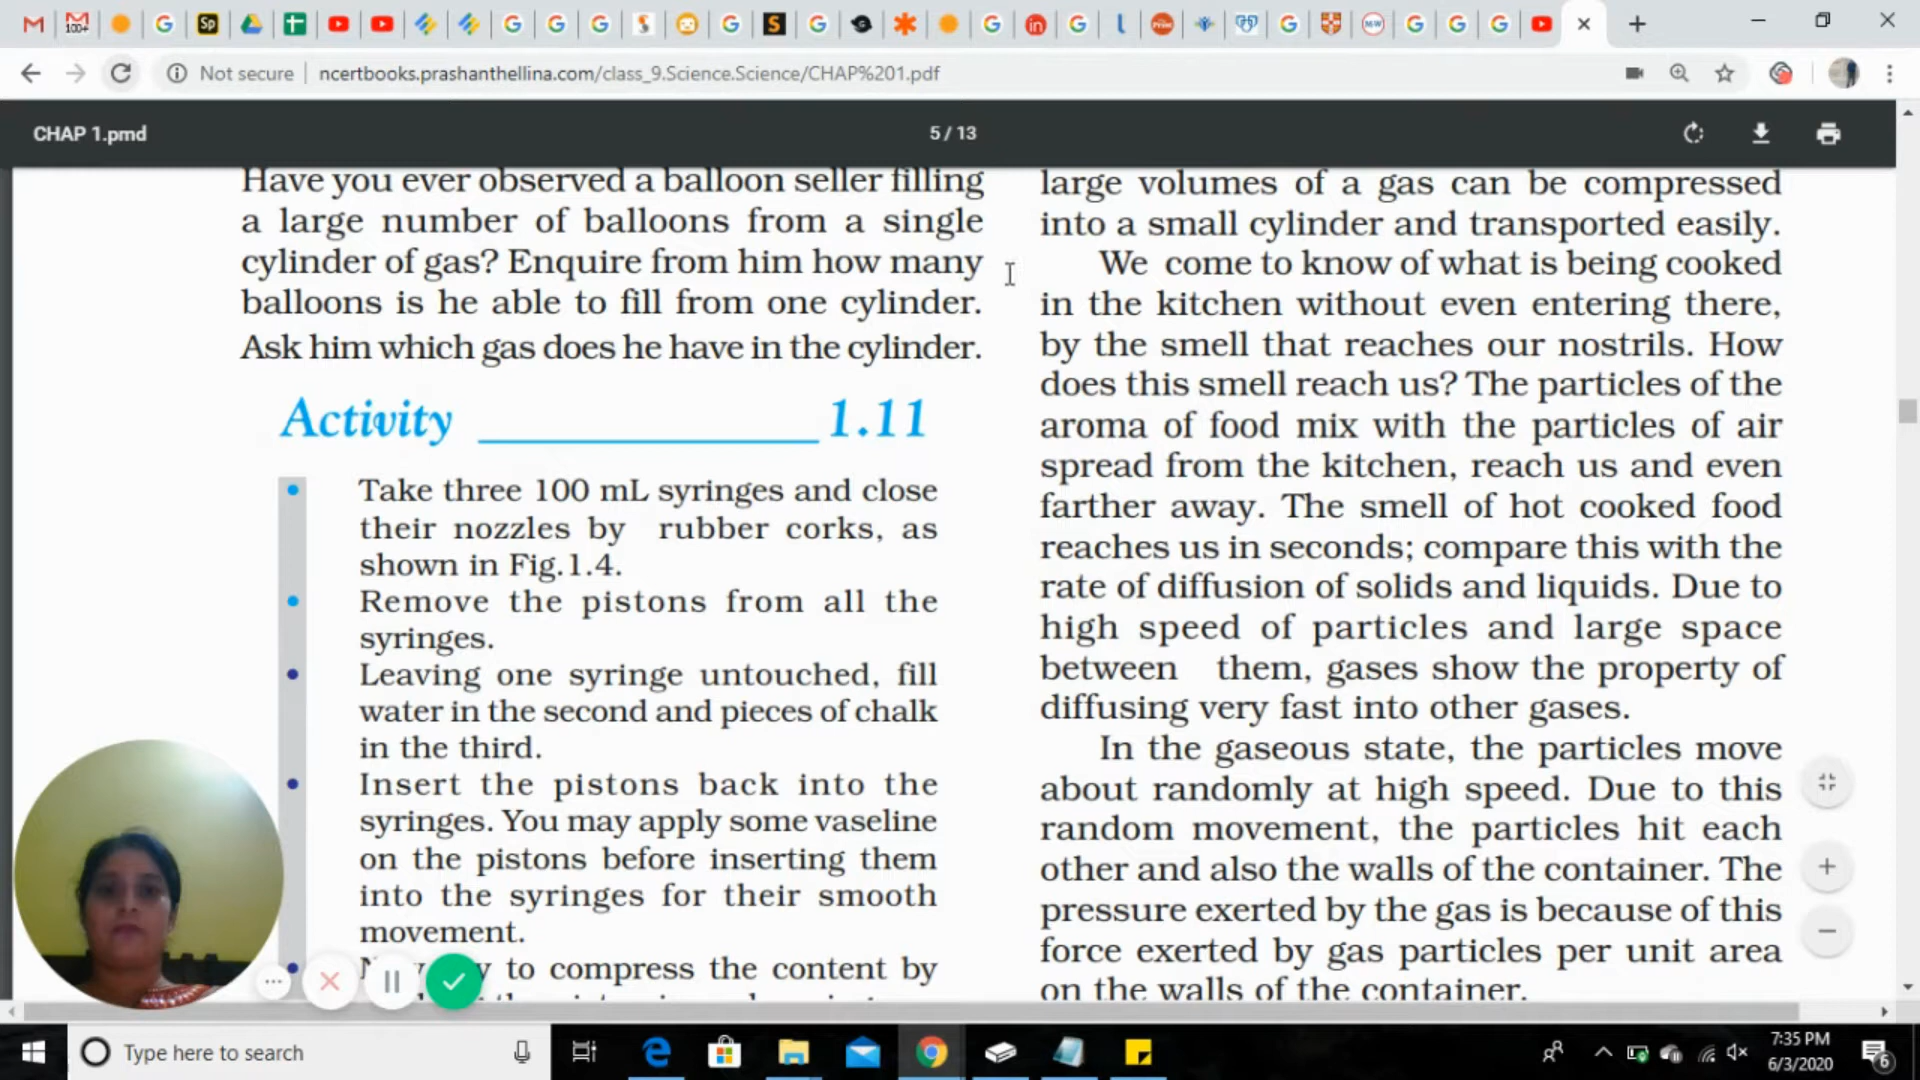 Not secure
ncertbooks.prashanthellina.com/class_9.Science.Science/CHAP%201.pdf
CHAP 1.pmd
5 / 13
Have you ever observed a balloon seller filling
a large number of balloons from a single
cylinder of gas? Enquire from him how many
balloons is he able to fill from one cylinder.
Ask him which gas does he have in the cylinder.
Activity 1.11
Take three 100 mL syringes and close
their nozzles by rubber corks, as
shown in Fig.1.4.
Remove the pistons from all the
syringes.
Leaving one syringe untouched, fill
water in the second and pieces of chalk
in the third.
Insert the pistons back into the
syringes. You may apply some vaseline
on the pistons before inserting them
into the syringes for their smooth
movement.
to compress the content by
large volumes of a gas can be compressed
into a small cylinder and transported easily.
We come to know of what is being cooked
in the kitchen without even entering there,
by the smell that reaches our nostrils. How
does this smell reach us? The particles of the
aroma of food mix with the particles of air
spread from the kitchen, reach us and even
farther away. The smell of hot cooked food
reaches us in seconds; compare this with the
rate of diffusion of solids and liquids. Due to
high speed of particles and large space
between them, gases show the property of
diffusing very fast into other gases.
In the gaseous state, the particles move
about randomly at high speed. Due to this
random movement, the particles hit each
other and also the walls of the container. The
pressure exerted by the gas is because of this
force exerted by gas particles per unit area
on the walls of the container.
Type here to search
7:35 PM
6/3/2020
6